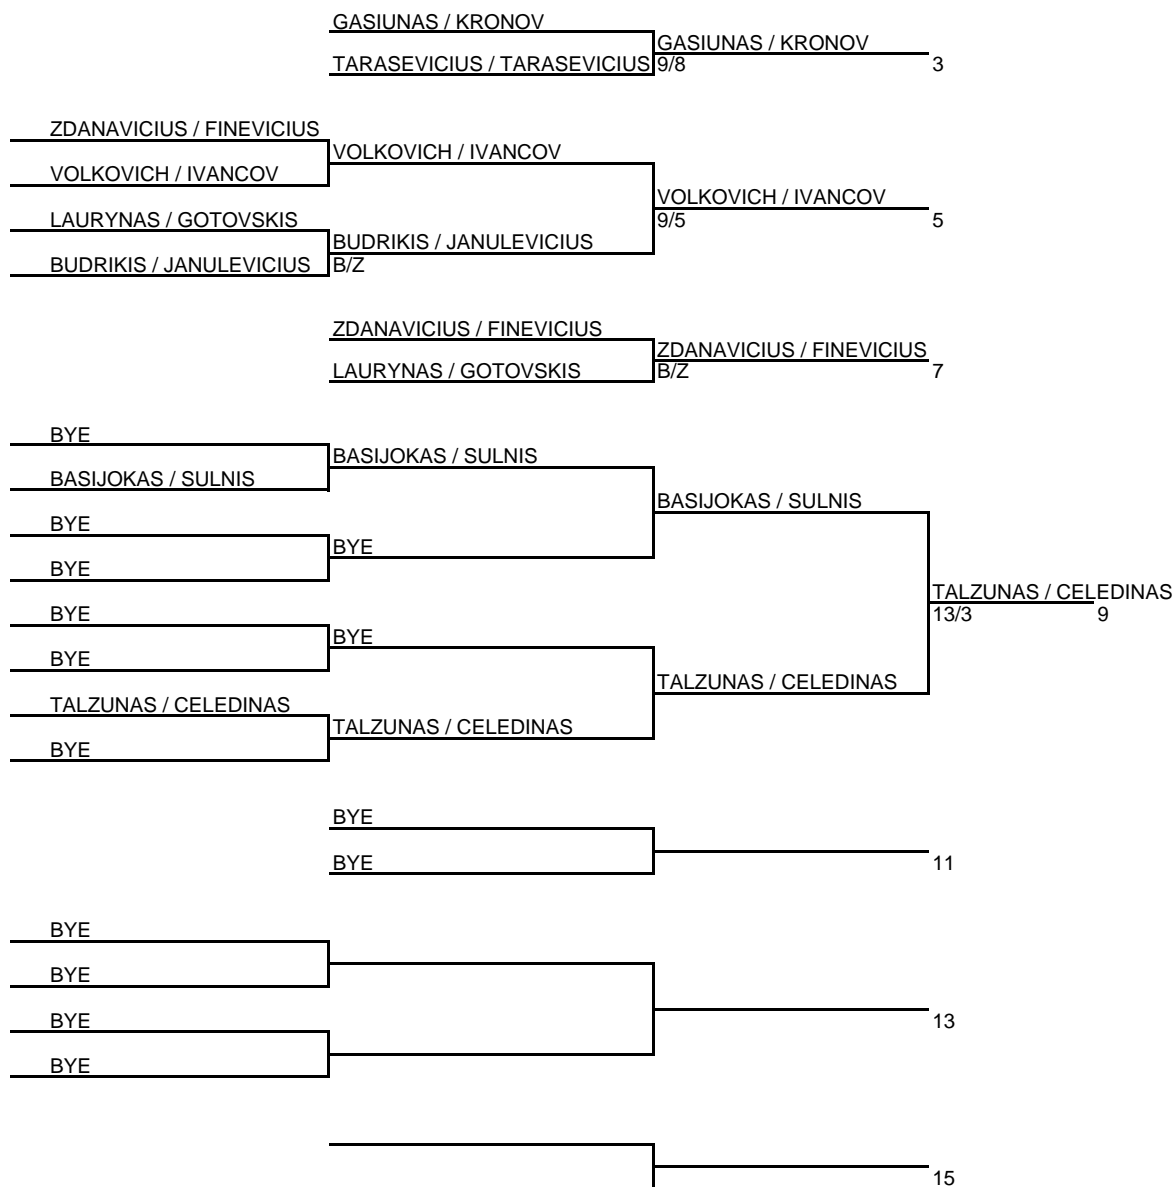 GASIUNAS / KRONOV
GASIUNAS / KRONOV
TARASEVICIUS / TARASEVICIUS 9/8 3
ZDANAVICIUS / FINEVICIUS
VOLKOVICH / IVANCOV
VOLKOVICH / IVANCOV
VOLKOVICH / IVANCOV
LAURYNAS / GOTOVSKIS 9/5 5
BUDRIKIS / JANULEVICIUS
BUDRIKIS / JANULEVICIUS B/Z
ZDANAVICIUS / FINEVICIUS
ZDANAVICIUS / FINEVICIUS
LAURYNAS / GOTOVSKIS B/Z 7
BYE
BASIJOKAS / SULNIS
BASIJOKAS / SULNIS
BASIJOKAS / SULNIS
BYE
BYE
BYE
TALZUNAS / CELEDINAS
BYE 13/3 9
BYE
BYE
TALZUNAS / CELEDINAS
TALZUNAS / CELEDINAS
TALZUNAS / CELEDINAS
BYE
BYE
BYE 11
BYE
BYE
BYE 13
BYE
15